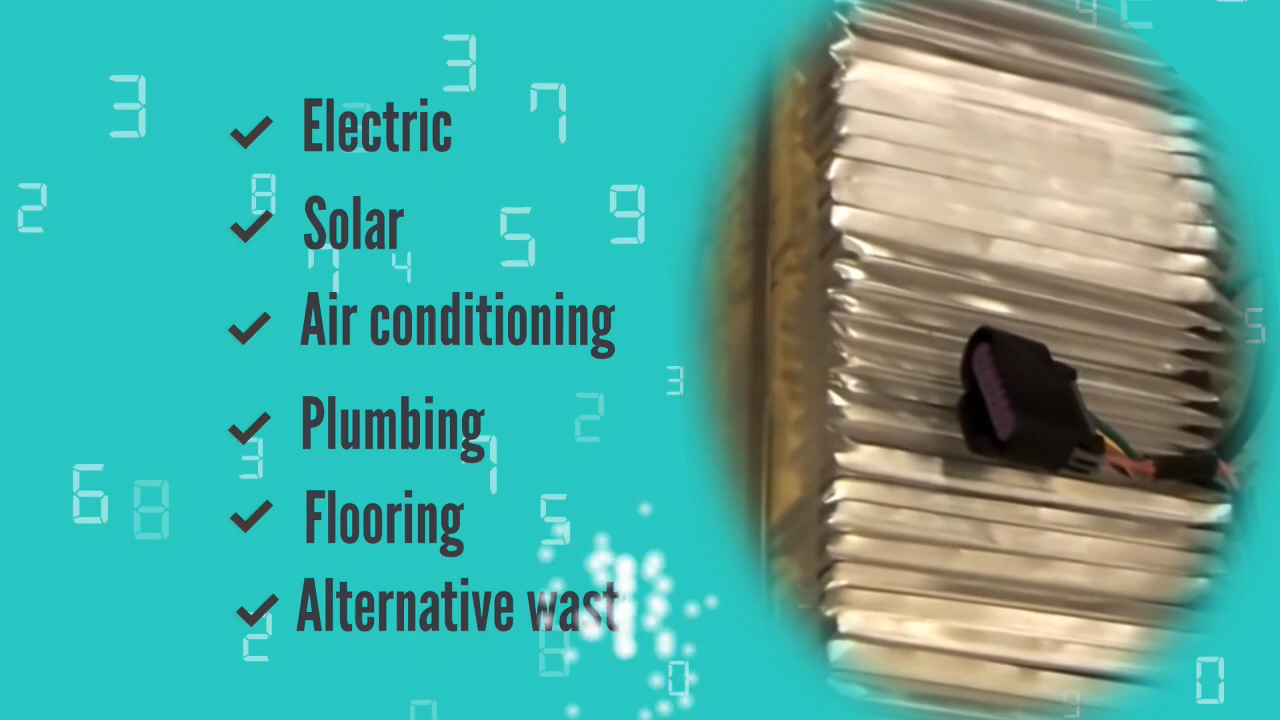 Electric
Solar
Air conditioning
Plumbing
Flooring
Alternative wast